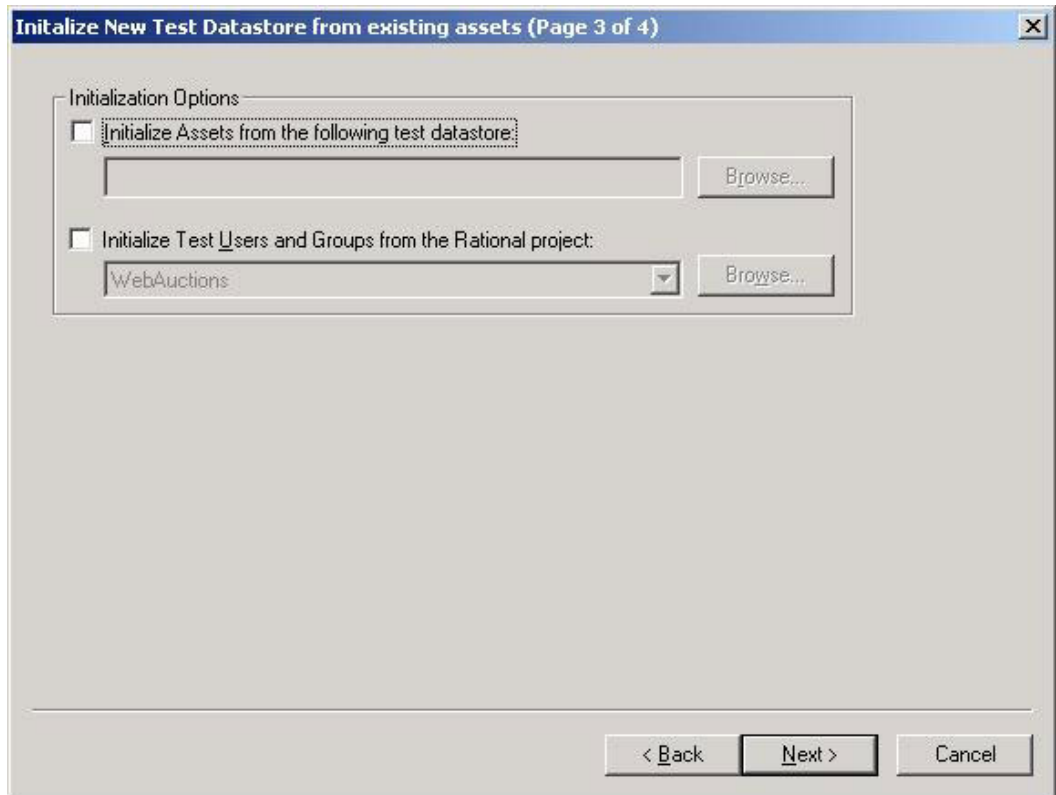 Initalize New Test Datastore from existing assets (Page 3 of 4)
Initialization Options
Initialize Assets from the following test datastore:
Browse...
Initialize Test Users and Groups from the Rational project:
WebAuctions
Browse...
< Back
Next >
Cancel